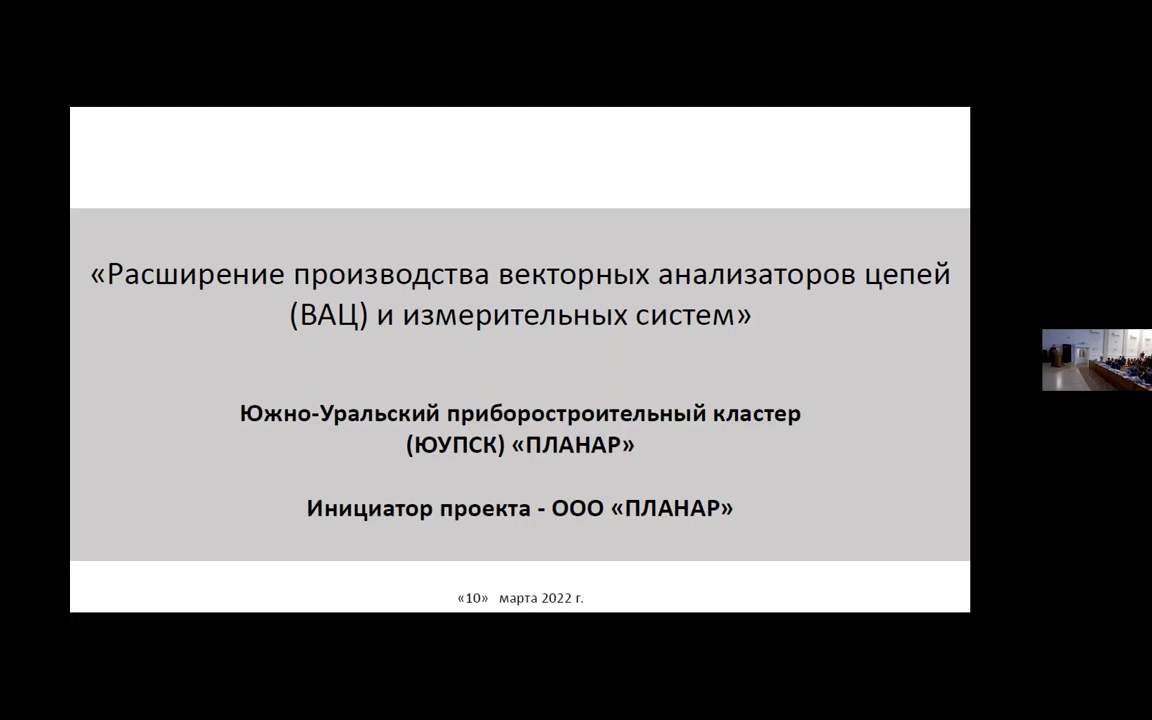 «Расширение производства векторных анализаторов цепей
(ВАЦ) и измерительных систем»
Южно-Уральский приборостроительный кластер
(ЮУПСК) «ПЛАНАР»
Инициатор проекта - ООО «ПЛАНАР»
«10» марта 2022 г.